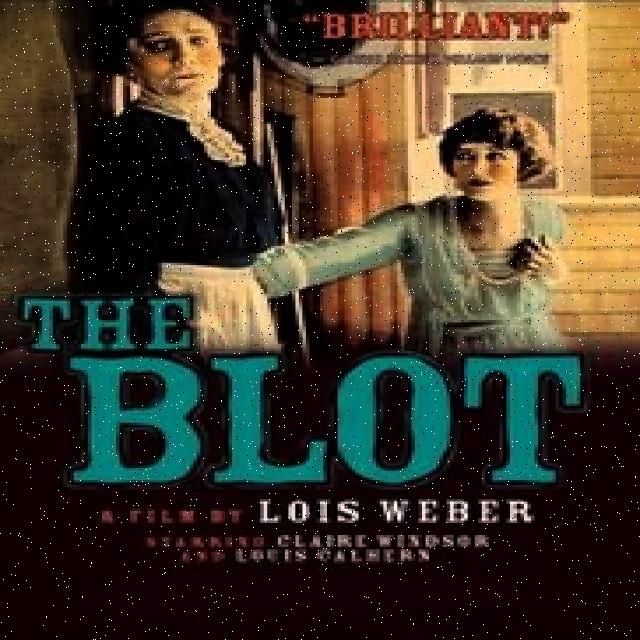 "BRILLIANT!"
THE
BLOT
A FILM BY LOIS WEBER
STARRING CLAIRE WINDSOR
AND LOUIS CALHERN